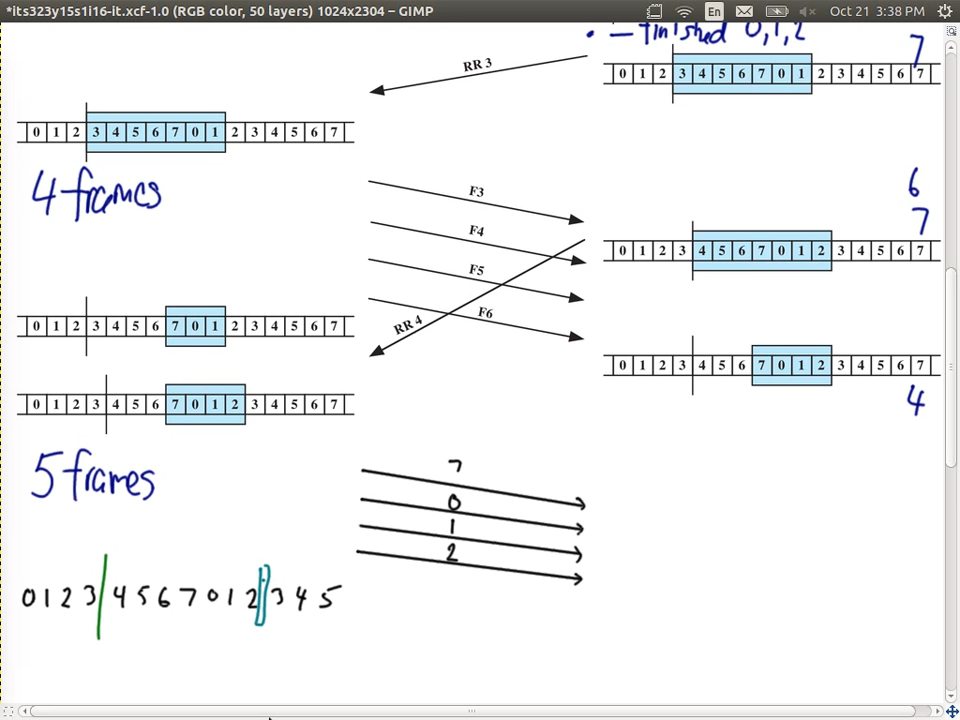 *its323y15s1i16-it.xcf-1.0 (RGB color, 50 layers) 1024x2304 – GIMP
En
Oct 21 3:38 PM
• – finished 0,1,2
7
RR 3
0 1 2 3 4 5 6 7 0 1 2 3 4 5 6 7
0 1 2 3 4 5 6 7 0 1 2 3 4 5 6 7
4 frames
F3
6
7
F4
0 1 2 3 4 5 6 7 0 1 2 3 4 5 6 7
F5
F6
RR 4
0 1 2 3 4 5 6 7 0 1 2 3 4 5 6 7
0 1 2 3 4 5 6 7 0 1 2 3 4 5 6 7
0 1 2 3 4 5 6 7 0 1 2 3 4 5 6 7
4
5 frames
7
0
1
2
0 1 2 3 4 5 6 7 0 1 2 3 4 5